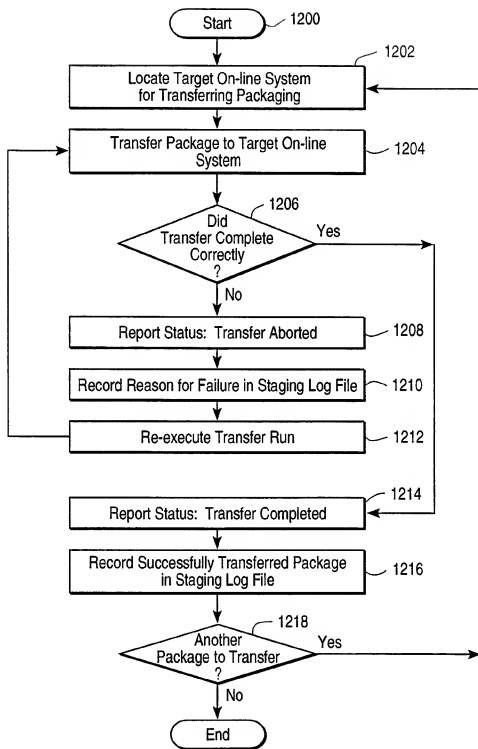 Start
1200
1202
Locate Target On-line System
for Transferring Packaging
Transfer Package to Target On-line
System
1204
1206
Did
Transfer Complete
Correctly
?
Yes
No
Report Status: Transfer Aborted
1208
Record Reason for Failure in Staging Log File
1210
Re-execute Transfer Run
1212
1214
Report Status: Transfer Completed
Record Successfully Transferred Package
in Staging Log File
1216
1218
Another
Package to Transfer
?
Yes
No
End